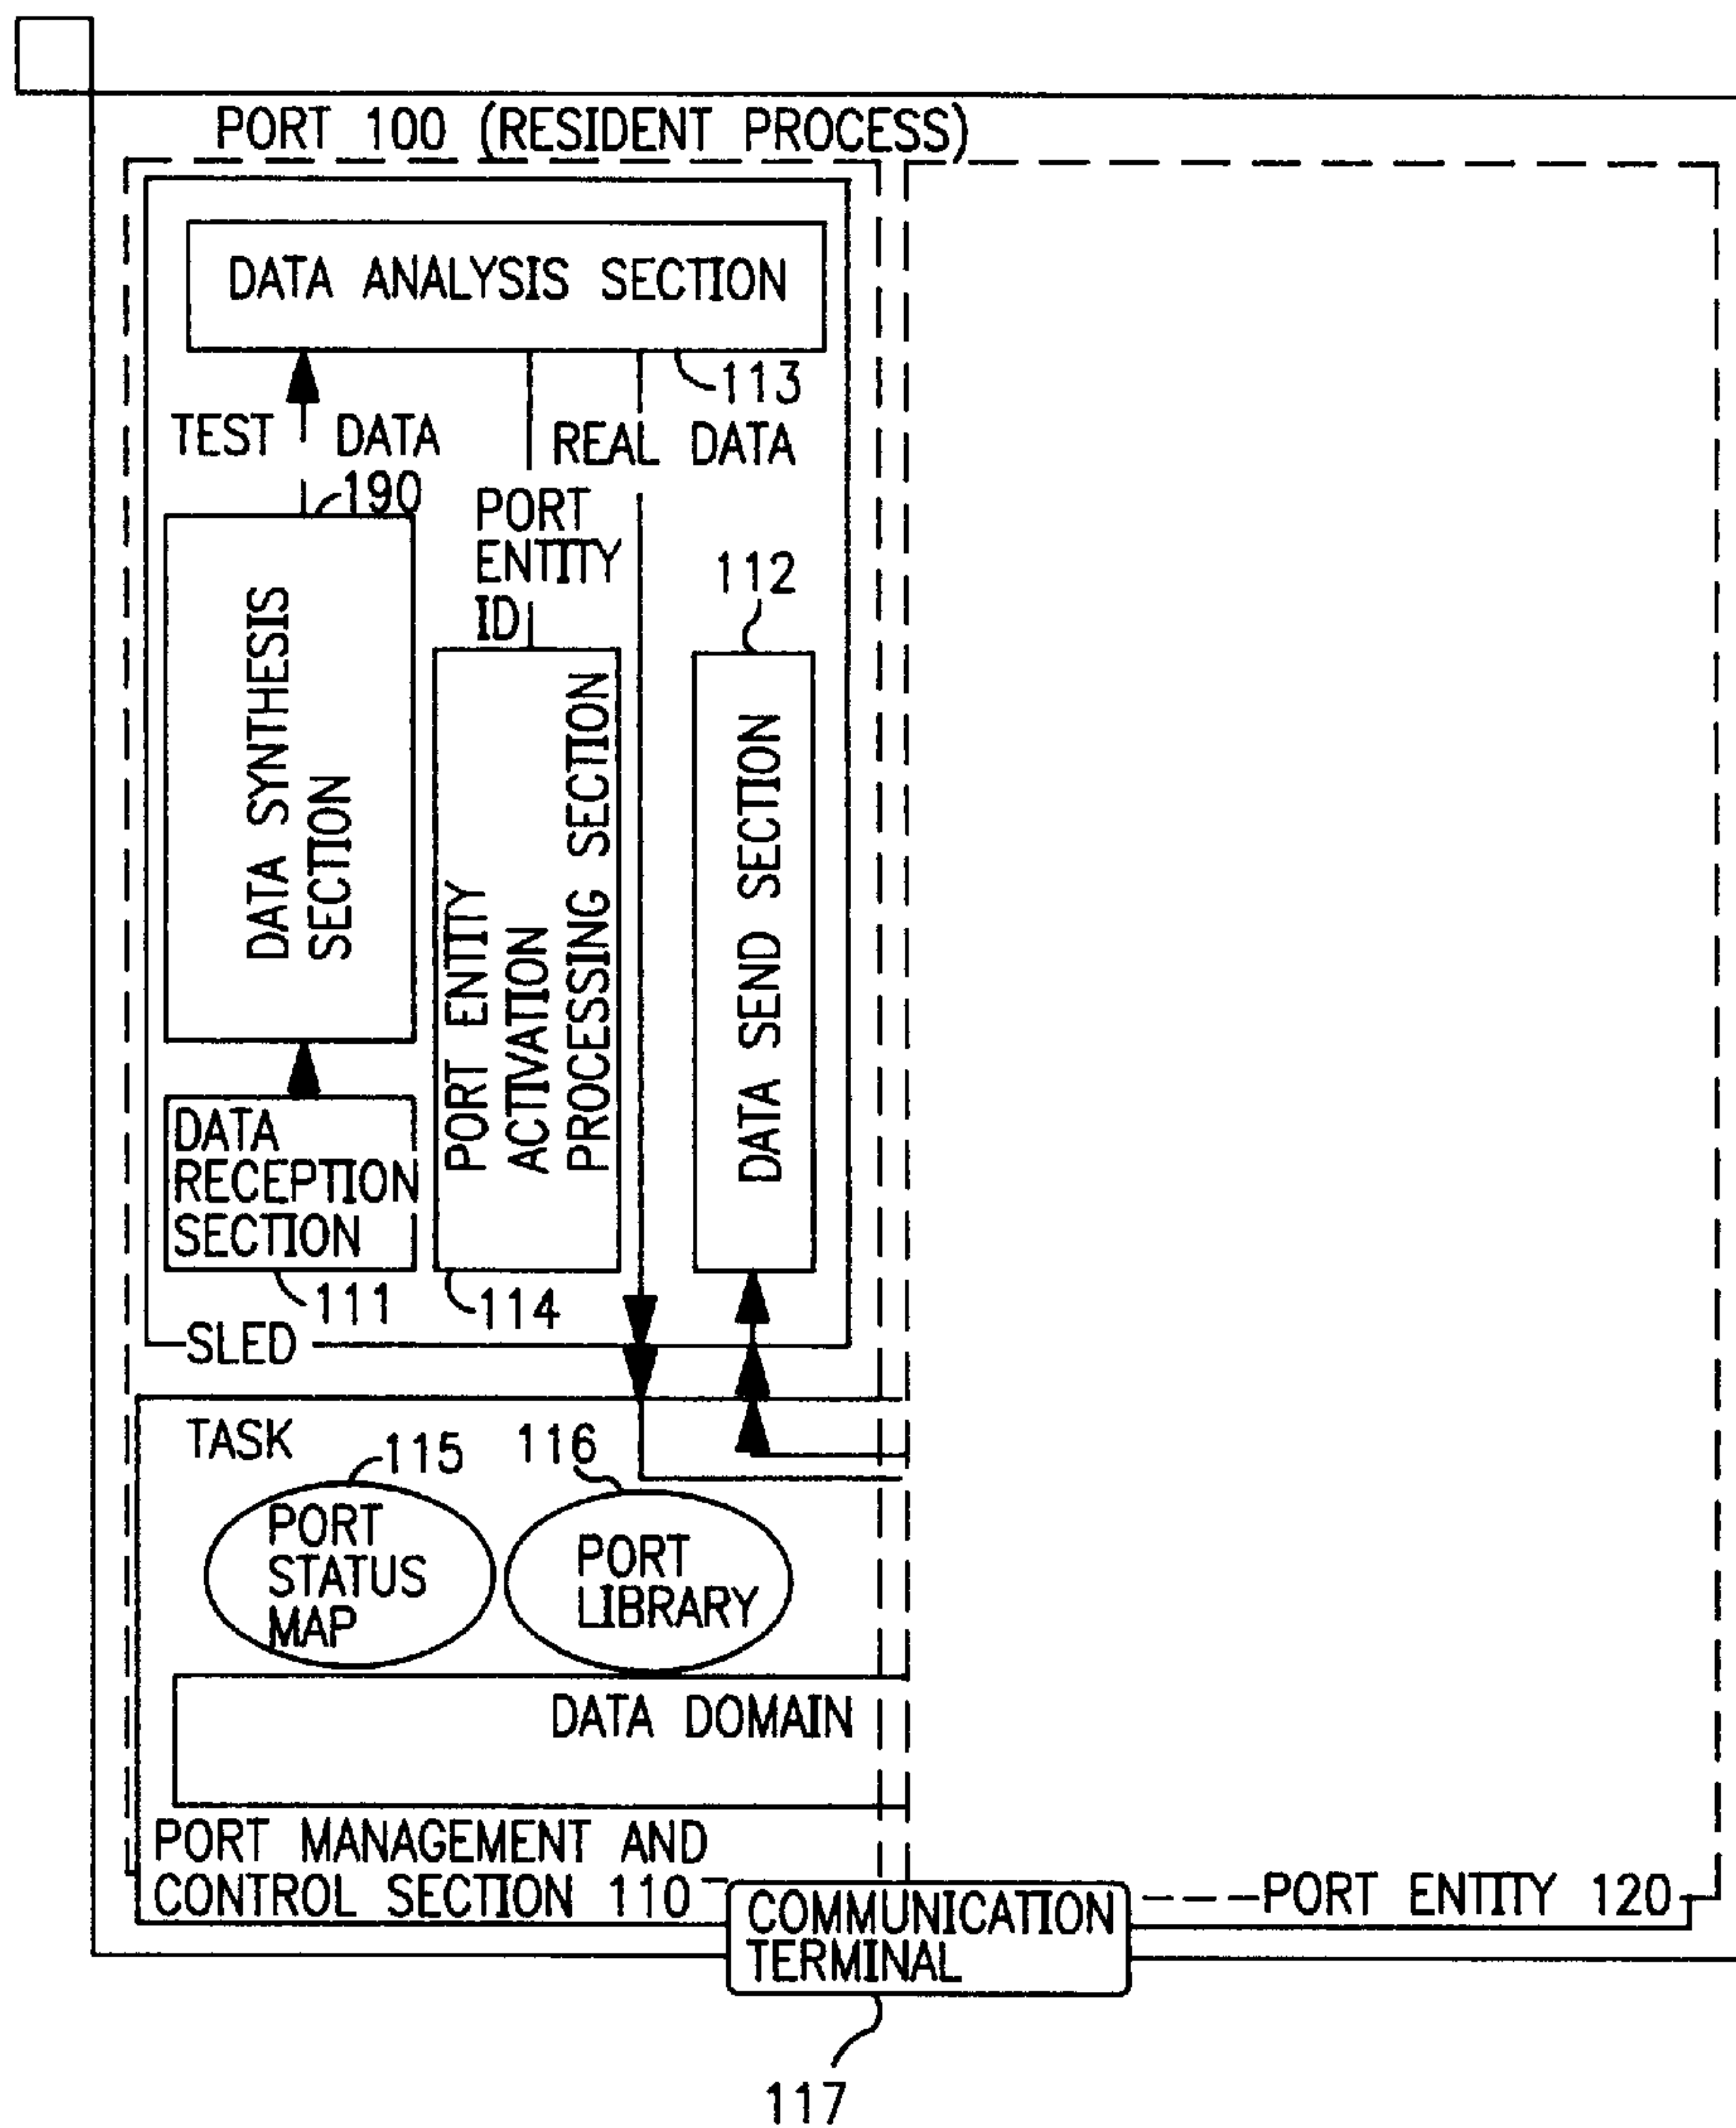 PORT 100 (RESIDENT PROCESS)
DATA ANALYSIS SECTION
113
TEST DATA
REAL DATA
190
PORT
ENTITY
ID
112
DATA SYNTHESIS
SECTION
PORT ENTITY
ACTIVATION
PROCESSING SECTION
DATA SEND SECTION
DATA
RECEPTION
SECTION
111
114
SLED
TASK
115
116
PORT
STATUS
MAP
PORT
LIBRARY
DATA DOMAIN
PORT MANAGEMENT AND
CONTROL SECTION 110
COMMUNICATION
TERMINAL
PORT ENTITY 120
117